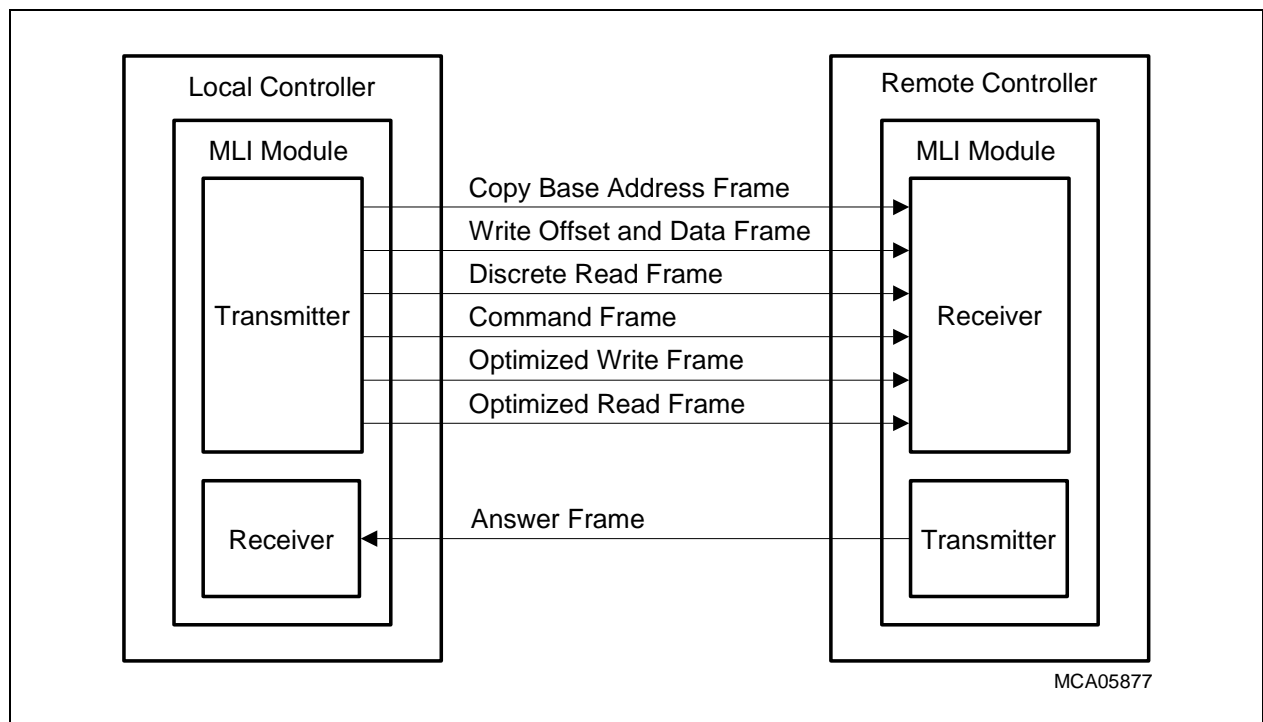 Local Controller
Remote Controller
MLI Module
MLI Module
Copy Base Address Frame
Write Offset and Data Frame
Discrete Read Frame
Transmitter
Command Frame
Receiver
Optimized Write Frame
Optimized Read Frame
Receiver
Answer Frame
Transmitter
MCA05877